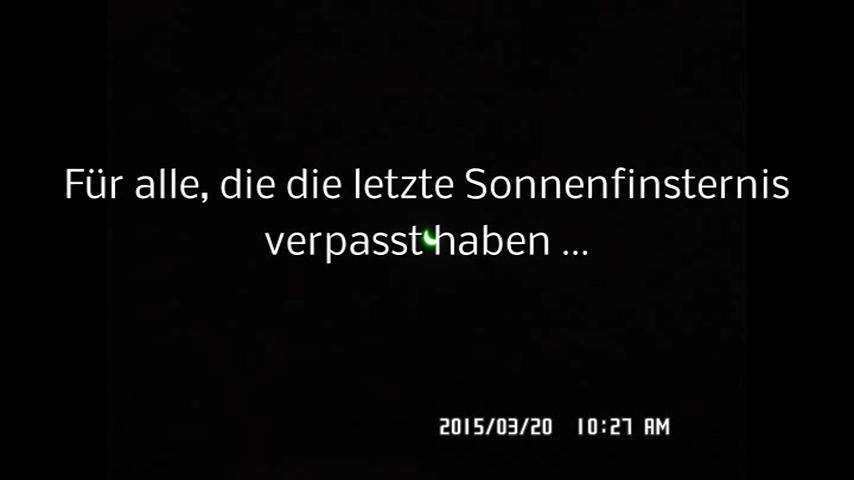 Für alle, die die letzte Sonnenfinsternis
verpasst haben ...
2015/03/20 10:27 AM